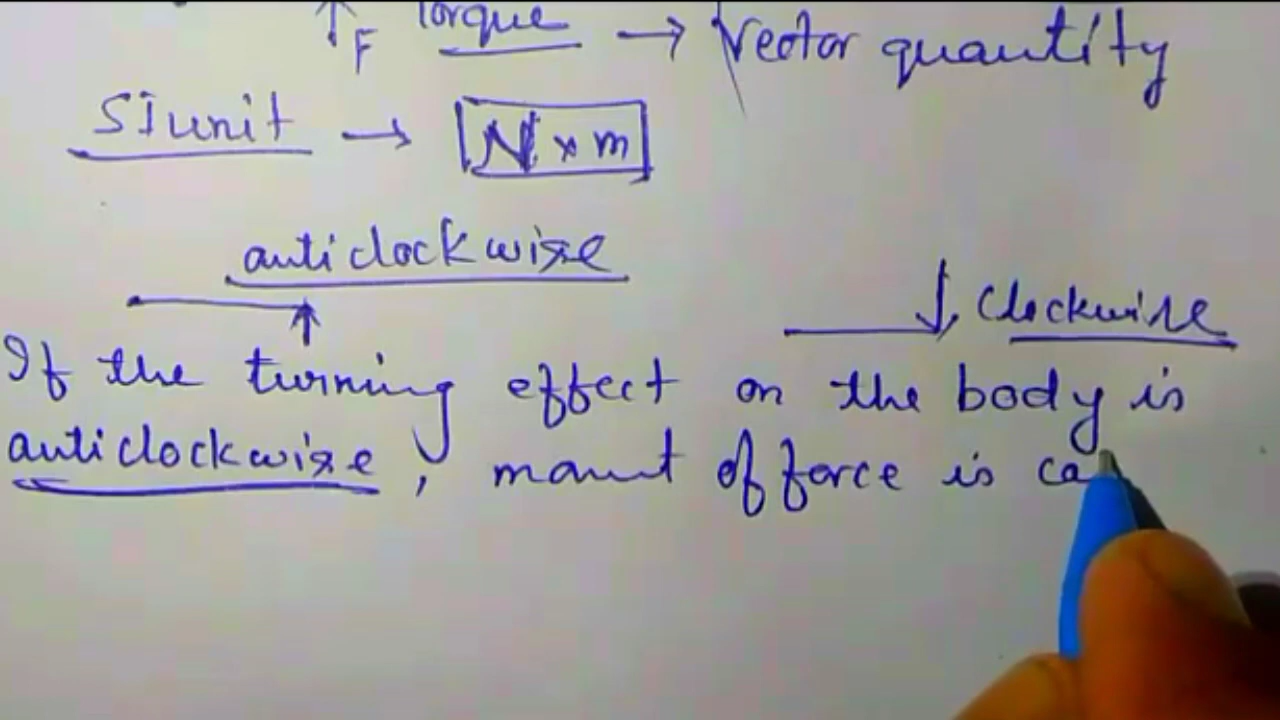 F Torque → Vector quantity
SI unit → N × m
anticlockwise
Clockwise
If the turning effect on the body is
anticlockwise, momt of force is ca